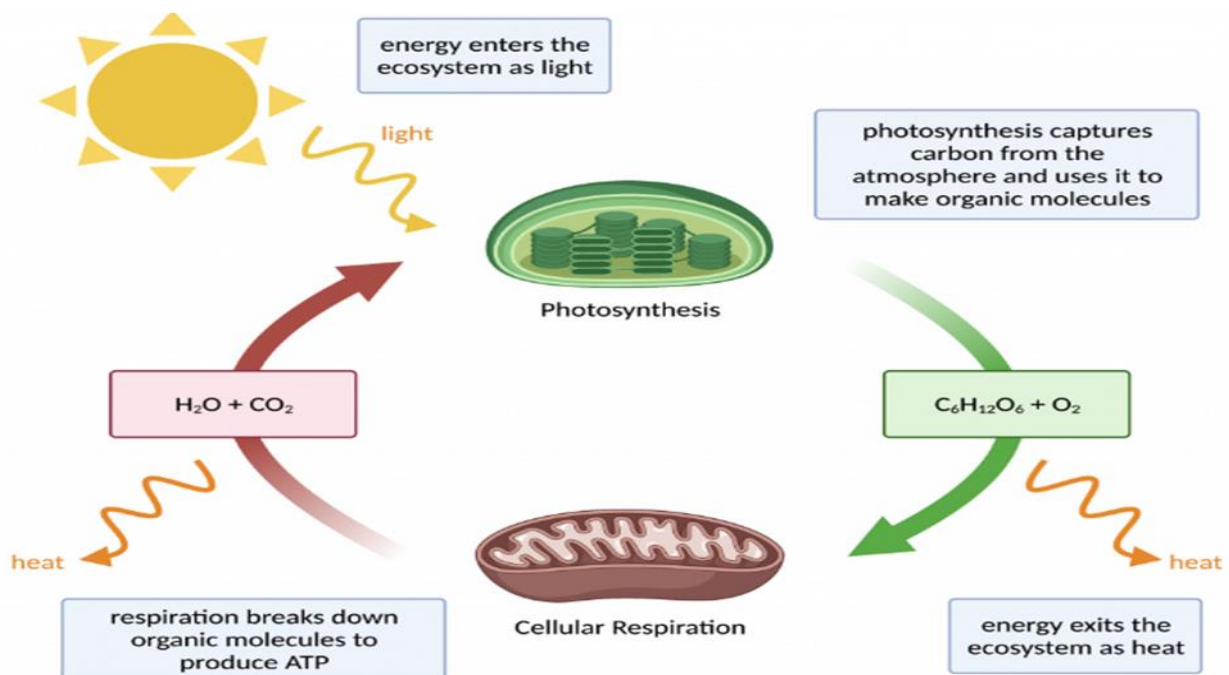 energy enters the
ecosystem as light
light
photosynthesis captures
carbon from the
atmosphere and uses it to
make organic molecules
Photosynthesis
H₂O + CO₂
C₆H₁₂O₆ + O₂
heat
heat
respiration breaks down
organic molecules to
produce ATP
Cellular Respiration
energy exits the
ecosystem as heat